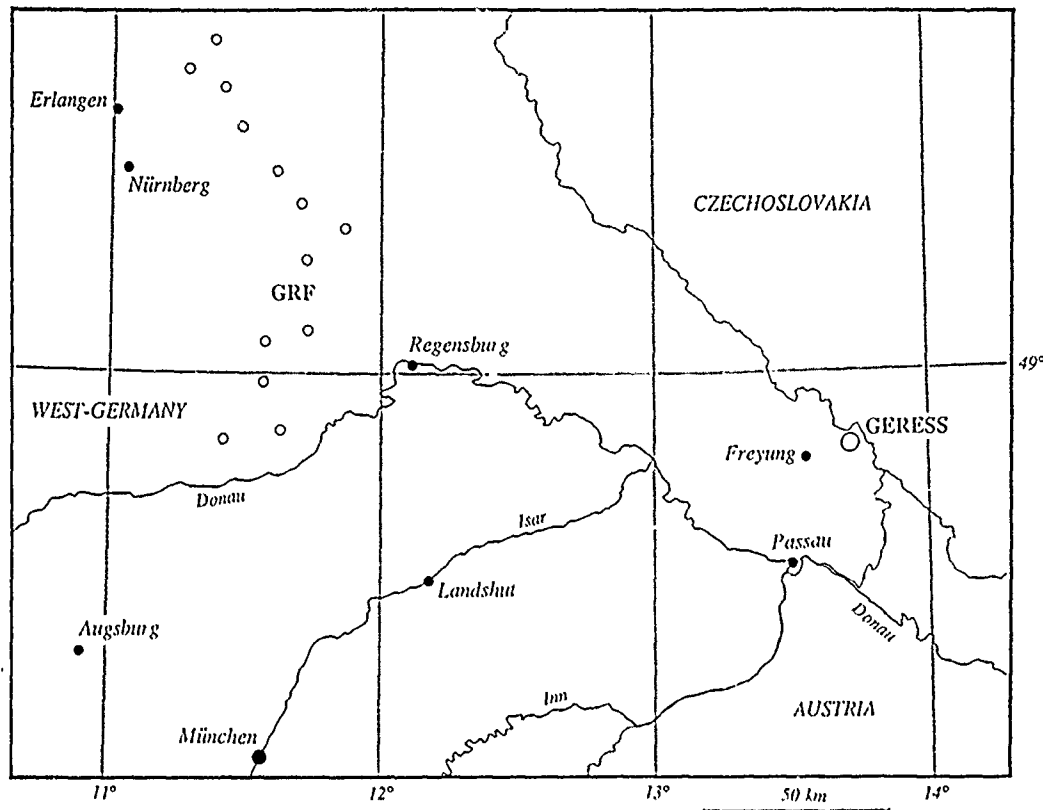 Erlangen
Nürnberg
CZECHOSLOVAKIA
GRF
Regensburg
49°
WEST-GERMANY
GERESS
Freyung
Donau
Isar
Passau
Landshut
Donau
Augsburg
Inn
AUSTRIA
München
11° 12° 13° 50 km 14°